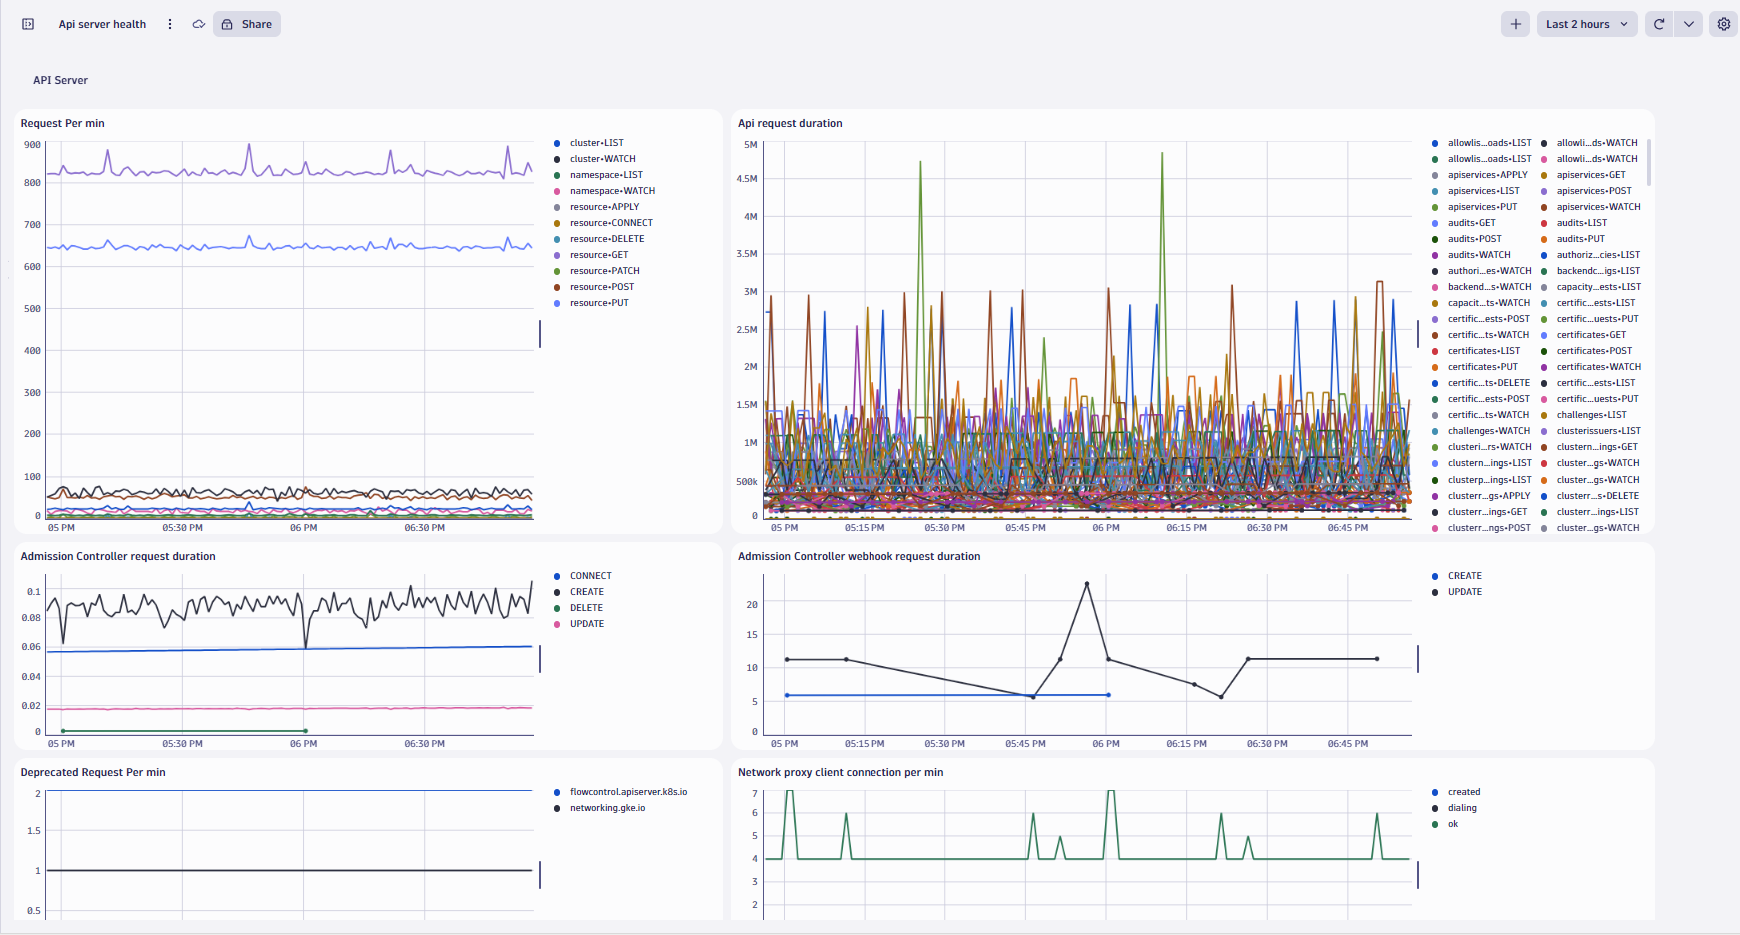 Api server health
Share
Last 2 hours
API Server
Request Per min
900
800
700
600
500
400
300
200
100
0
05 PM 05:30 PM 06 PM 06:30 PM
cluster•LIST
cluster•WATCH
namespace•LIST
namespace•WATCH
resource•APPLY
resource•CONNECT
resource•DELETE
resource•GET
resource•PATCH
resource•POST
resource•PUT
Api request duration
5M
4.5M
4M
3.5M
3M
2.5M
2M
1.5M
1M
500k
0
05 PM 05:15 PM 05:30 PM 05:45 PM 06 PM 06:15 PM 06:30 PM 06:45 PM
allowlis...oads•LIST allowli...ds•WATCH
allowlis...oads•LIST allowli...ds•WATCH
apiservices•APPLY apiservices•GET
apiservices•LIST apiservices•POST
apiservices•PUT apiservices•WATCH
audits•GET audits•LIST
audits•POST audits•PUT
audits•WATCH authoriz...cies•LIST
authori...es•WATCH backendc...igs•LIST
backend...s•WATCH capacity...ests•LIST
capacit...ts•WATCH certific...ests•LIST
certific...ests•POST certific...uests•PUT
certific...ts•WATCH certificates•GET
certificates•LIST certificates•POST
certificates•PUT certificates•WATCH
certific...ts•DELETE certific...ests•LIST
certific...ests•POST certific...uests•PUT
certific...ts•WATCH challenges•LIST
challenges•WATCH clusterissuers•LIST
clusteri...rs•WATCH clustern...ings•GET
clustern...ings•LIST cluster...gs•WATCH
clusterp...ings•LIST cluster...gs•WATCH
clusterr...gs•APPLY clusterr...s•DELETE
clusterr...ings•GET clusterr...ings•LIST
clusterr...ngs•POST cluster...gs•WATCH
Admission Controller request duration
0.1
0.08
0.06
0.04
0.02
0
05 PM 05:30 PM 06 PM 06:30 PM
CONNECT
CREATE
DELETE
UPDATE
Admission Controller webhook request duration
20
15
10
5
0
05 PM 05:15 PM 05:30 PM 05:45 PM 06 PM 06:15 PM 06:30 PM 06:45 PM
CREATE
UPDATE
Deprecated Request Per min
2
1.5
1
0.5
flowcontrol.apiserver.k8s.io
networking.gke.io
Network proxy client connection per min
7
6
5
4
3
2
created
dialing
ok